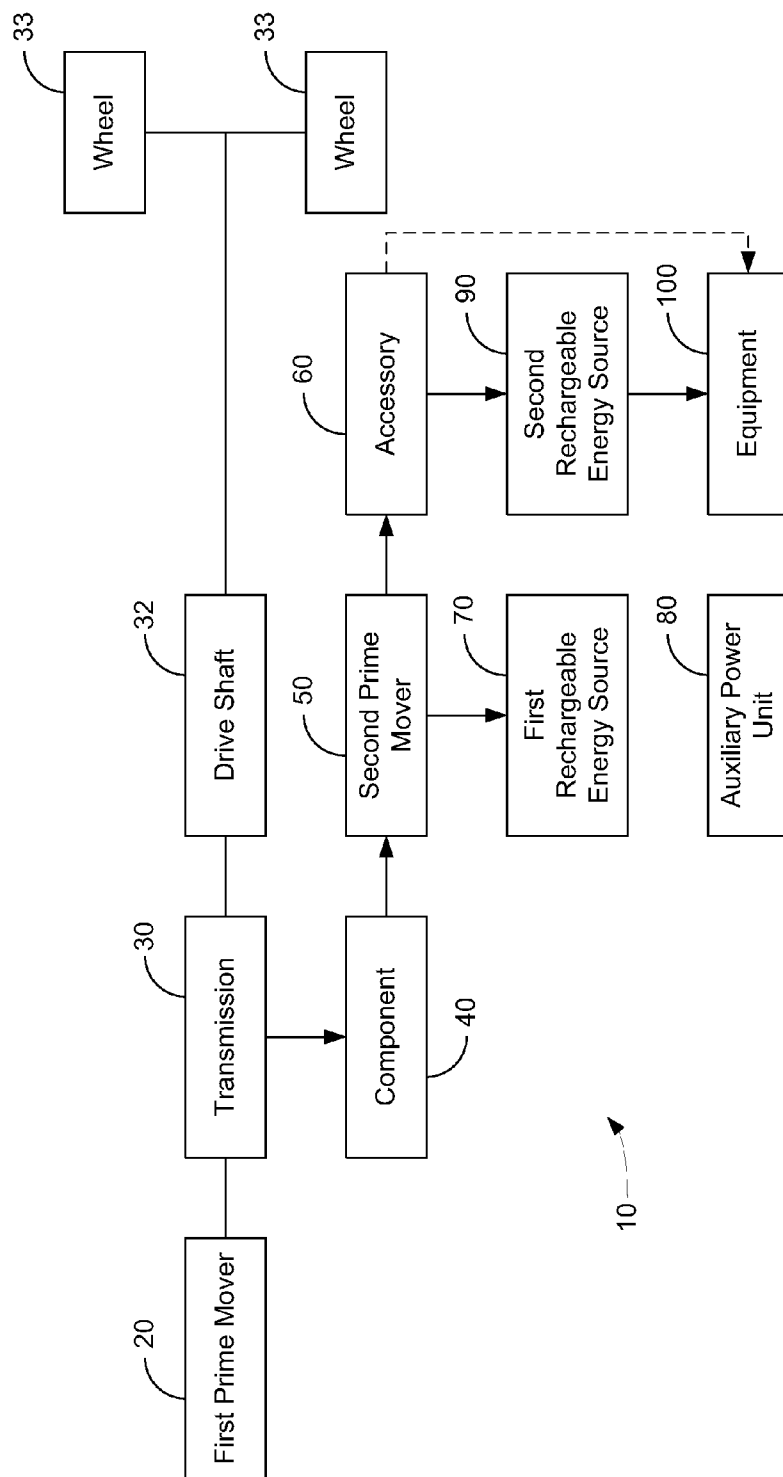 33
Wheel
33
Wheel
20
First Prime Mover
30
Transmission
32
Drive Shaft
Component
40
50
Second Prime
Mover
60
Accessory
70
First
Rechargeable
Energy Source
90
Second
Rechargeable
Energy Source
80
Auxiliary Power
Unit
100
Equipment
10